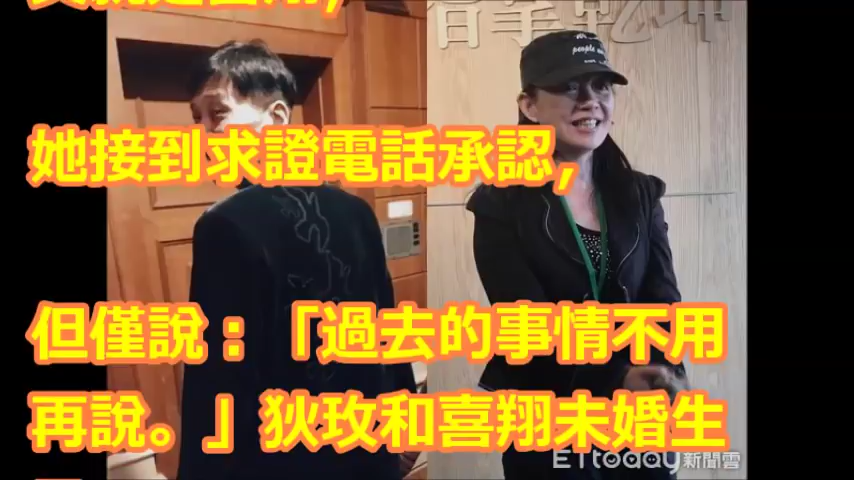 people
她接到求證電話承認，
但僅說：「過去的事情不用
再說。」狄玫和喜翔未婚生
ETtoday新聞雲